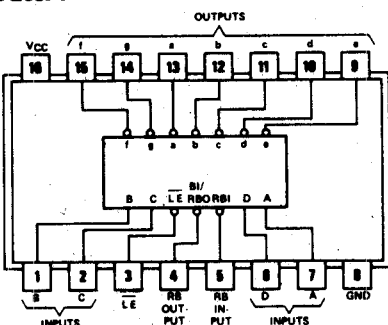 OUTPUTS
VCC f g a b c d e
16 15 14 13 12 11 10 9
f g a b c d e
BI/
B C LE RBO RBI D A
1 2 3 4 5 6 7 8
B C LE RB RB D A GND
OUT- IN-
PUT PUT
INPUTS INPUTS